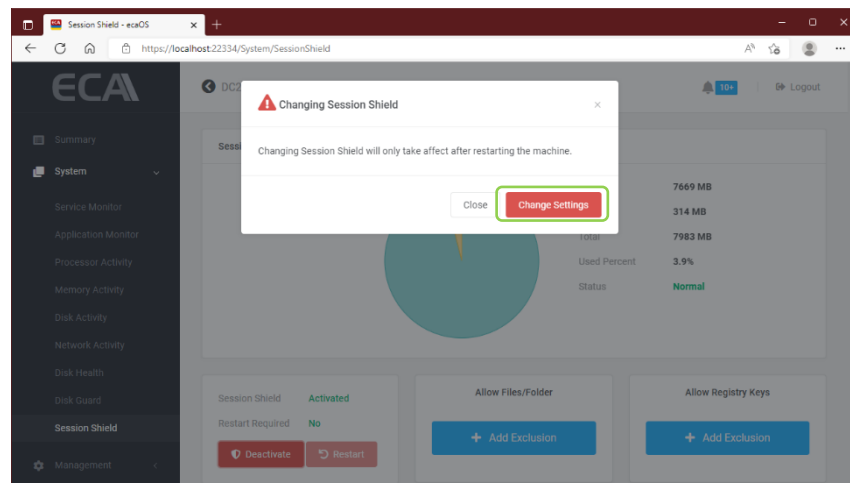 Session Shield - ecaOS
https://localhost:22334/System/SessionShield
ECA
DC2
10+
Logout
Changing Session Shield
Changing Session Shield will only take affect after restarting the machine.
Close
Change Settings
Summary
System
Service Monitor
Application Monitor
Processor Activity
Memory Activity
Disk Activity
Network Activity
Disk Health
Disk Guard
Session Shield
Management
7669 MB
314 MB
Total 7983 MB
Used Percent 3.9%
Status Normal
Session Shield Activated
Restart Required No
Deactivate Restart
Allow Files/Folder
+ Add Exclusion
Allow Registry Keys
+ Add Exclusion